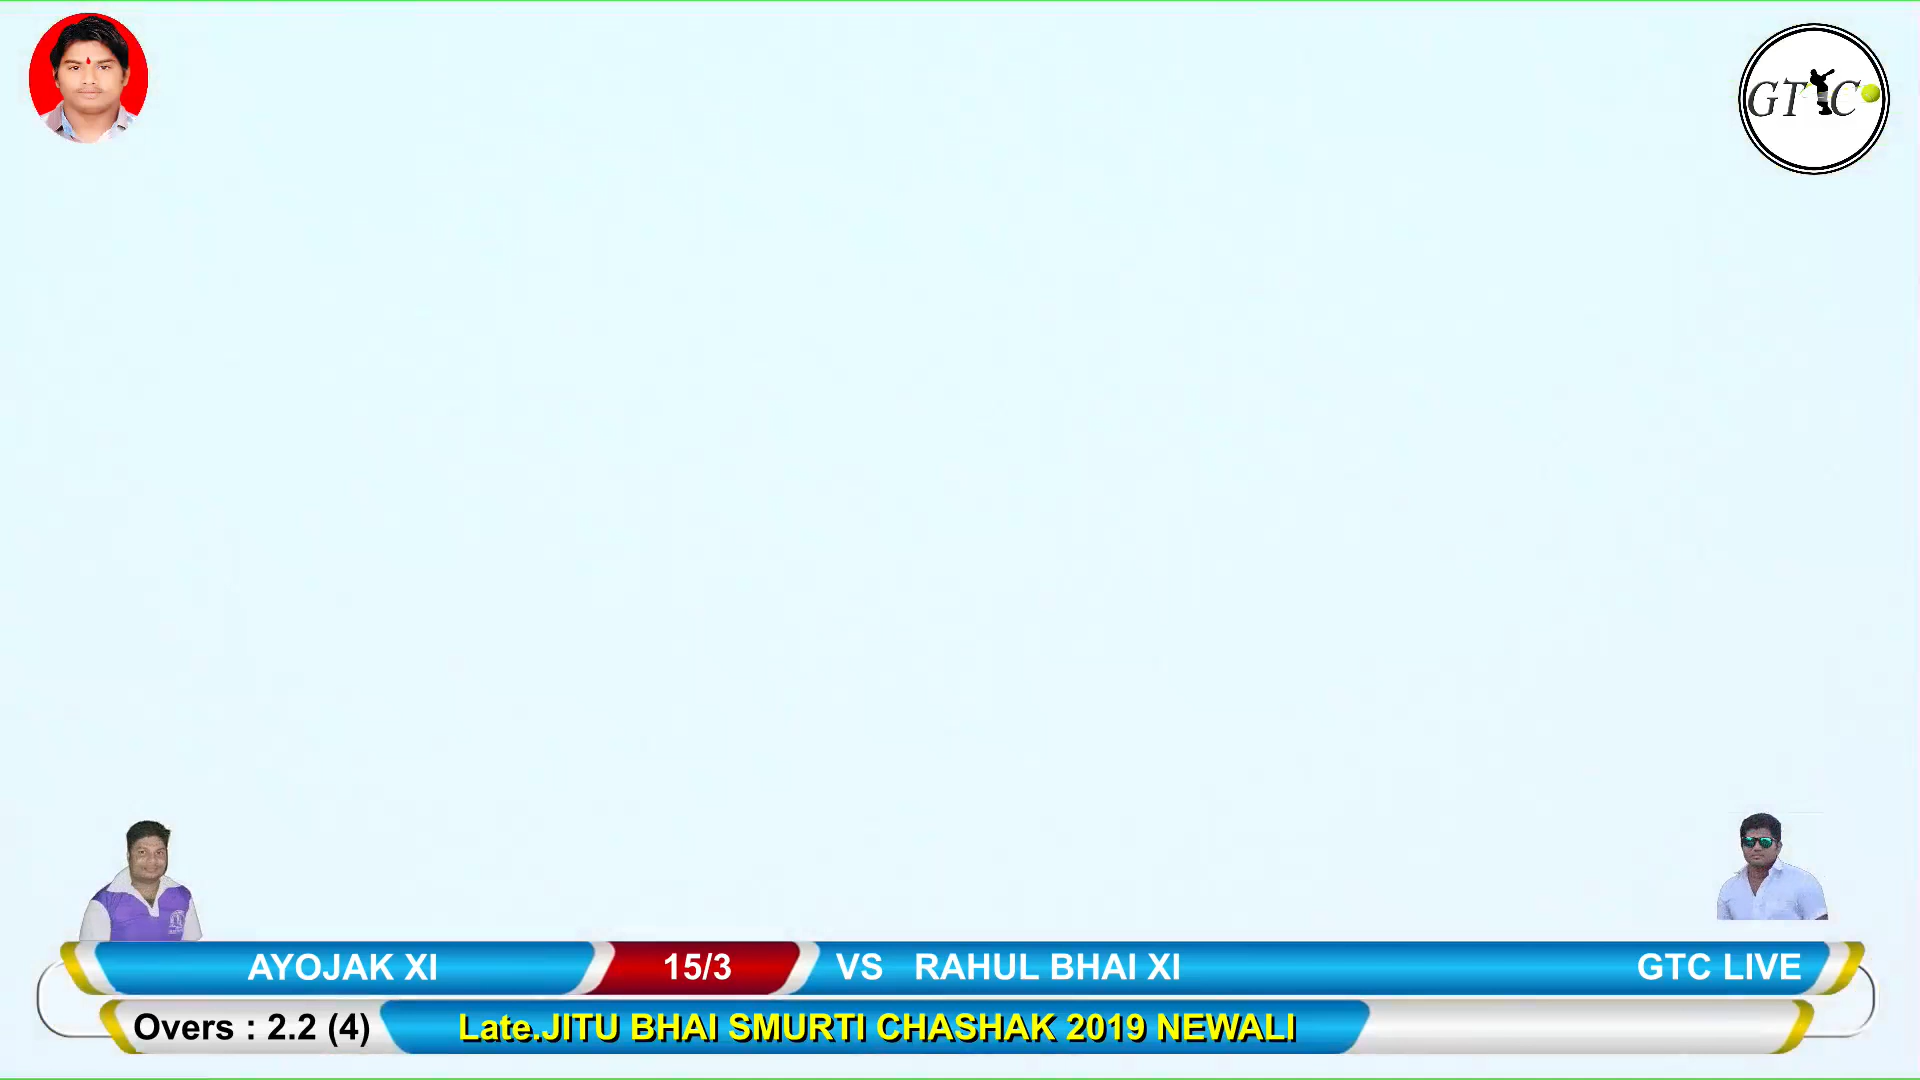 GTC
AYOJAK XI 15/3 VS RAHUL BHAI XI GTC LIVE
Overs : 2.2 (4) Late.JITU BHAI SMURTI CHASHAK 2019 NEWALI